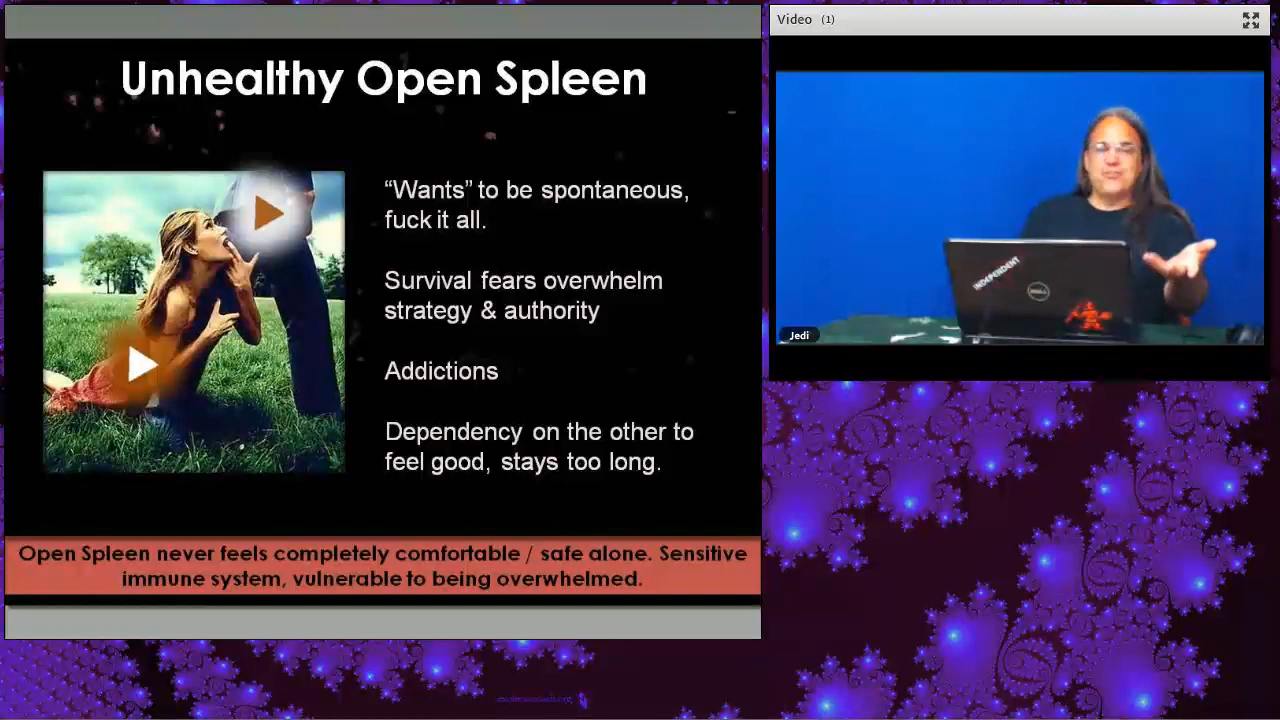 Unhealthy Open Spleen
“Wants” to be spontaneous,
fuck it all.
Survival fears overwhelm
strategy & authority
Addictions
Dependency on the other to
feel good, stays too long.
Open Spleen never feels completely comfortable / safe alone. Sensitive
immune system, vulnerable to being overwhelmed.
Video (1)
INDEPENDENT
DELL
Jedi